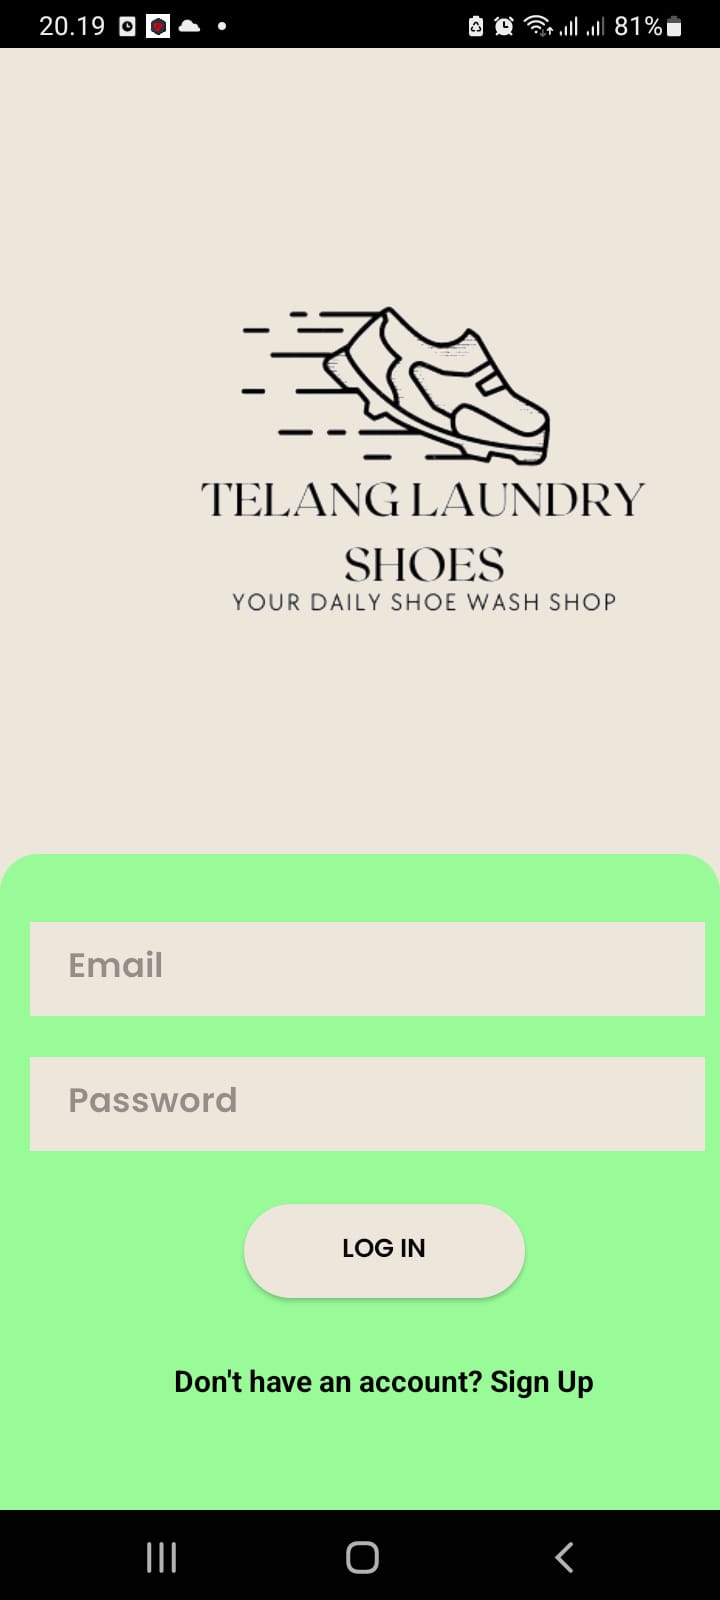 20.19
81%
TELANG LAUNDRY
SHOES
YOUR DAILY SHOE WASH SHOP
Email
Password
LOG IN
Don't have an account? Sign Up